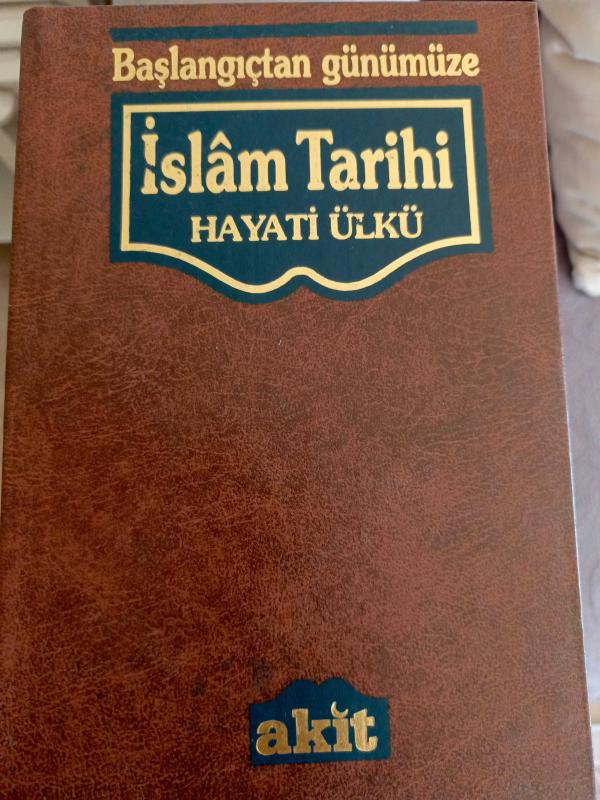 Başlangıçtan günümüze
İslâm Tarihi
HAYATİ ÜLKÜ
akit